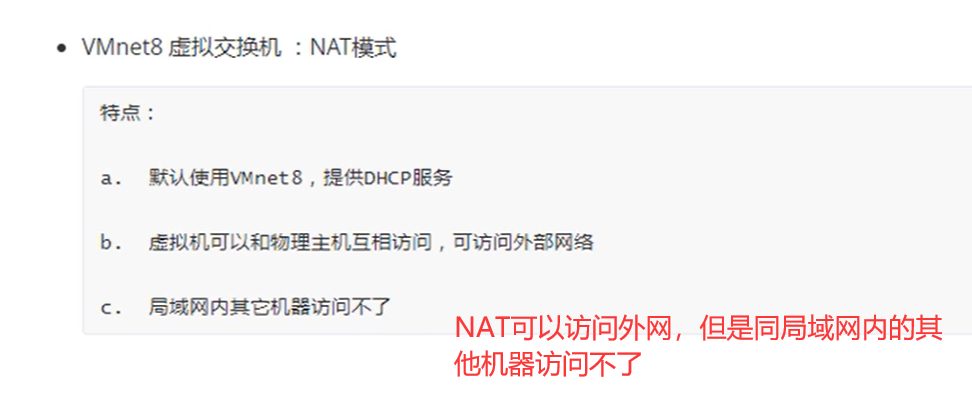 VMnet8 虚拟交换机 ：NAT模式
特点：
a. 默认使用VMnet8，提供DHCP服务
b. 虚拟机可以和物理主机互相访问，可访问外部网络
c. 局域网内其它机器访问不了
NAT可以访问外网，但是同局域网内的其
他机器访问不了